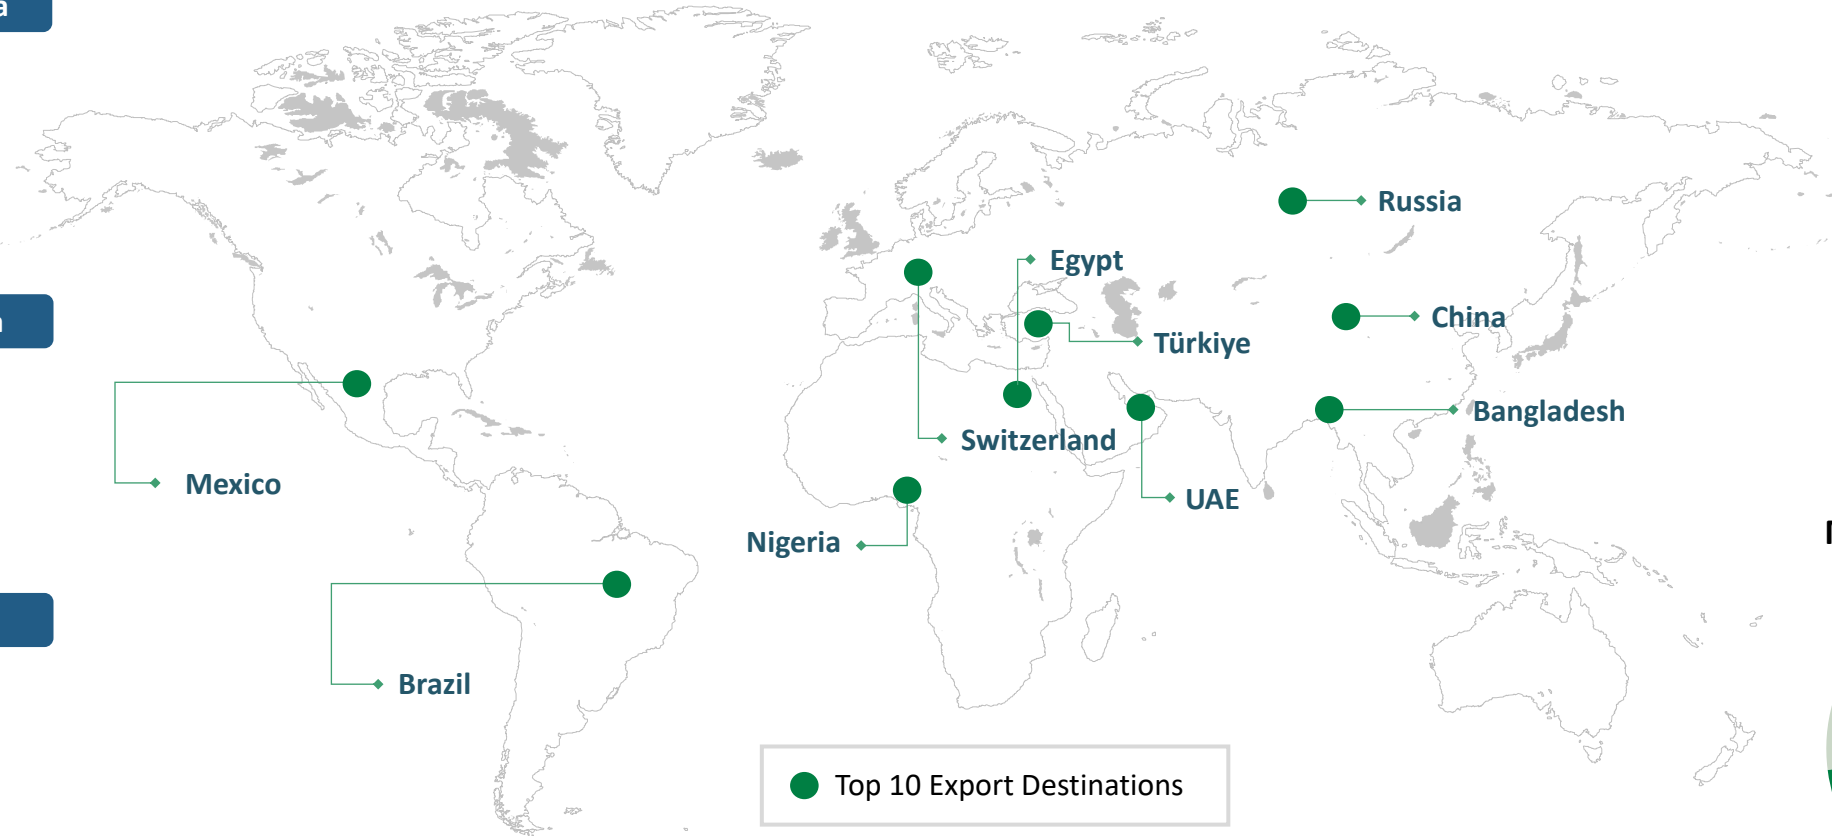 Russia
Egypt
China
Türkiye
Bangladesh
Switzerland
Mexico
UAE
Nigeria
Brazil
Top 10 Export Destinations